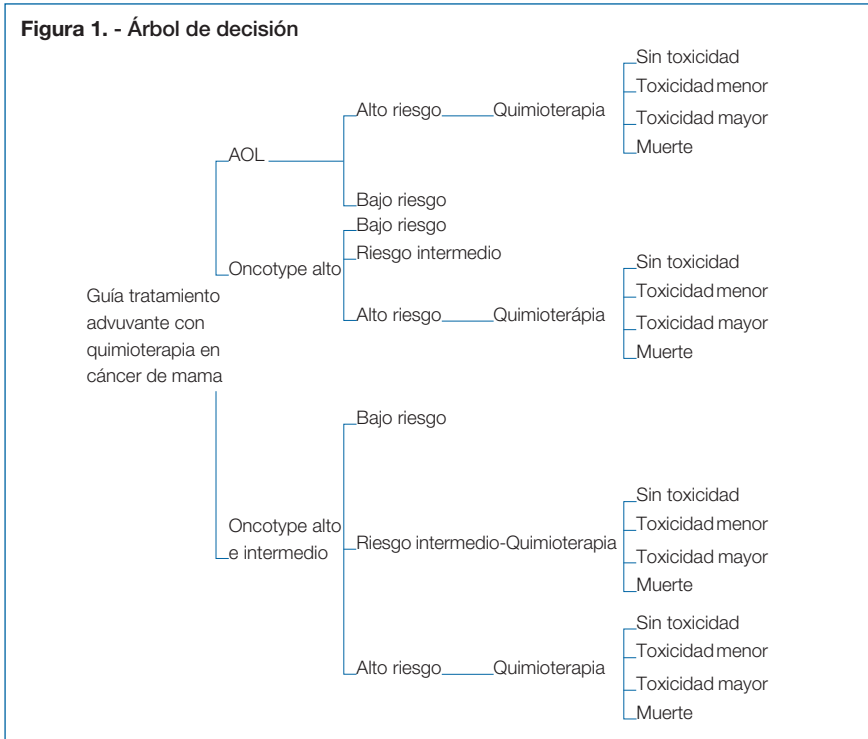 Figura 1. - Árbol de decisión
Sin toxicidad
Toxicidad menor
Alto riesgo
Quimioterapia
Toxicidad mayor
Muerte
AOL
Bajo riesgo
Bajo riesgo
Riesgo intermedio
Oncotype alto
Sin toxicidad
Toxicidad menor
Alto riesgo
Quimioterápia
Toxicidad mayor
Muerte
Guía tratamiento
advuvante con
quimioterapia en
cáncer de mama
Bajo riesgo
Oncotype alto
e intermedio
Sin toxicidad
Toxicidad menor
Riesgo intermedio-Quimioterapia
Toxicidad mayor
Muerte
Sin toxicidad
Toxicidad menor
Alto riesgo
Quimioterapia
Toxicidad mayor
Muerte